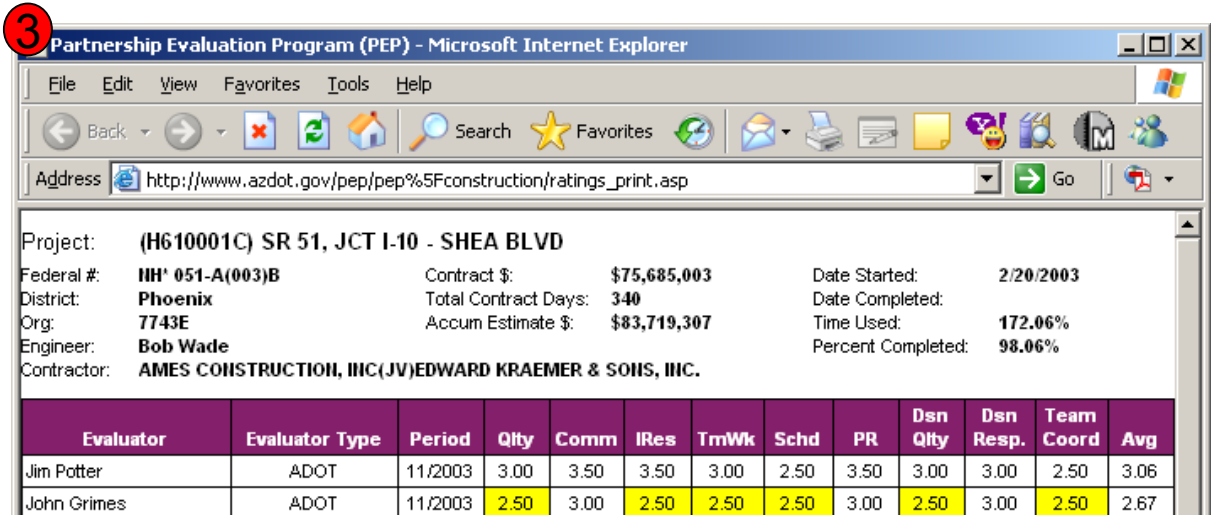 3
Partnership Evaluation Program (PEP) - Microsoft Internet Explorer
File Edit View Favorites Tools Help
Back Search Favorites
Address http://www.azdot.gov/pep/pep%5Fconstruction/ratings_print.asp Go
Project: (H610001C) SR 51, JCT I-10 - SHEA BLVD
Federal #: NH* 051-A(003)B Contract $: $75,685,003 Date Started: 2/20/2003
District: Phoenix Total Contract Days: 340 Date Completed:
Org: 7743E Accum Estimate $: $83,719,307 Time Used: 172.06%
Engineer: Bob Wade Percent Completed: 98.06%
Contractor: AMES CONSTRUCTION, INC(JV)EDWARD KRAEMER & SONS, INC.
Evaluator Evaluator Type Period Qlty Comm IRes TmWk Schd PR Dsn Qlty Dsn Resp. Team Coord Avg
Jim Potter ADOT 11/2003 3.00 3.50 3.50 3.00 2.50 3.50 3.00 3.00 2.50 3.06
John Grimes ADOT 11/2003 2.50 3.00 2.50 2.50 2.50 3.00 2.50 3.00 2.50 2.67